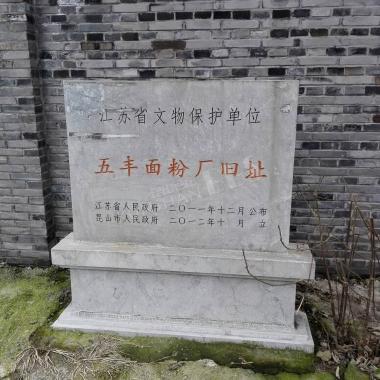 江苏省文物保护单位
五丰面粉厂旧址
江苏省人民政府 二〇一一年十二月 公布
昆山市人民政府 二〇一二年十 月 立